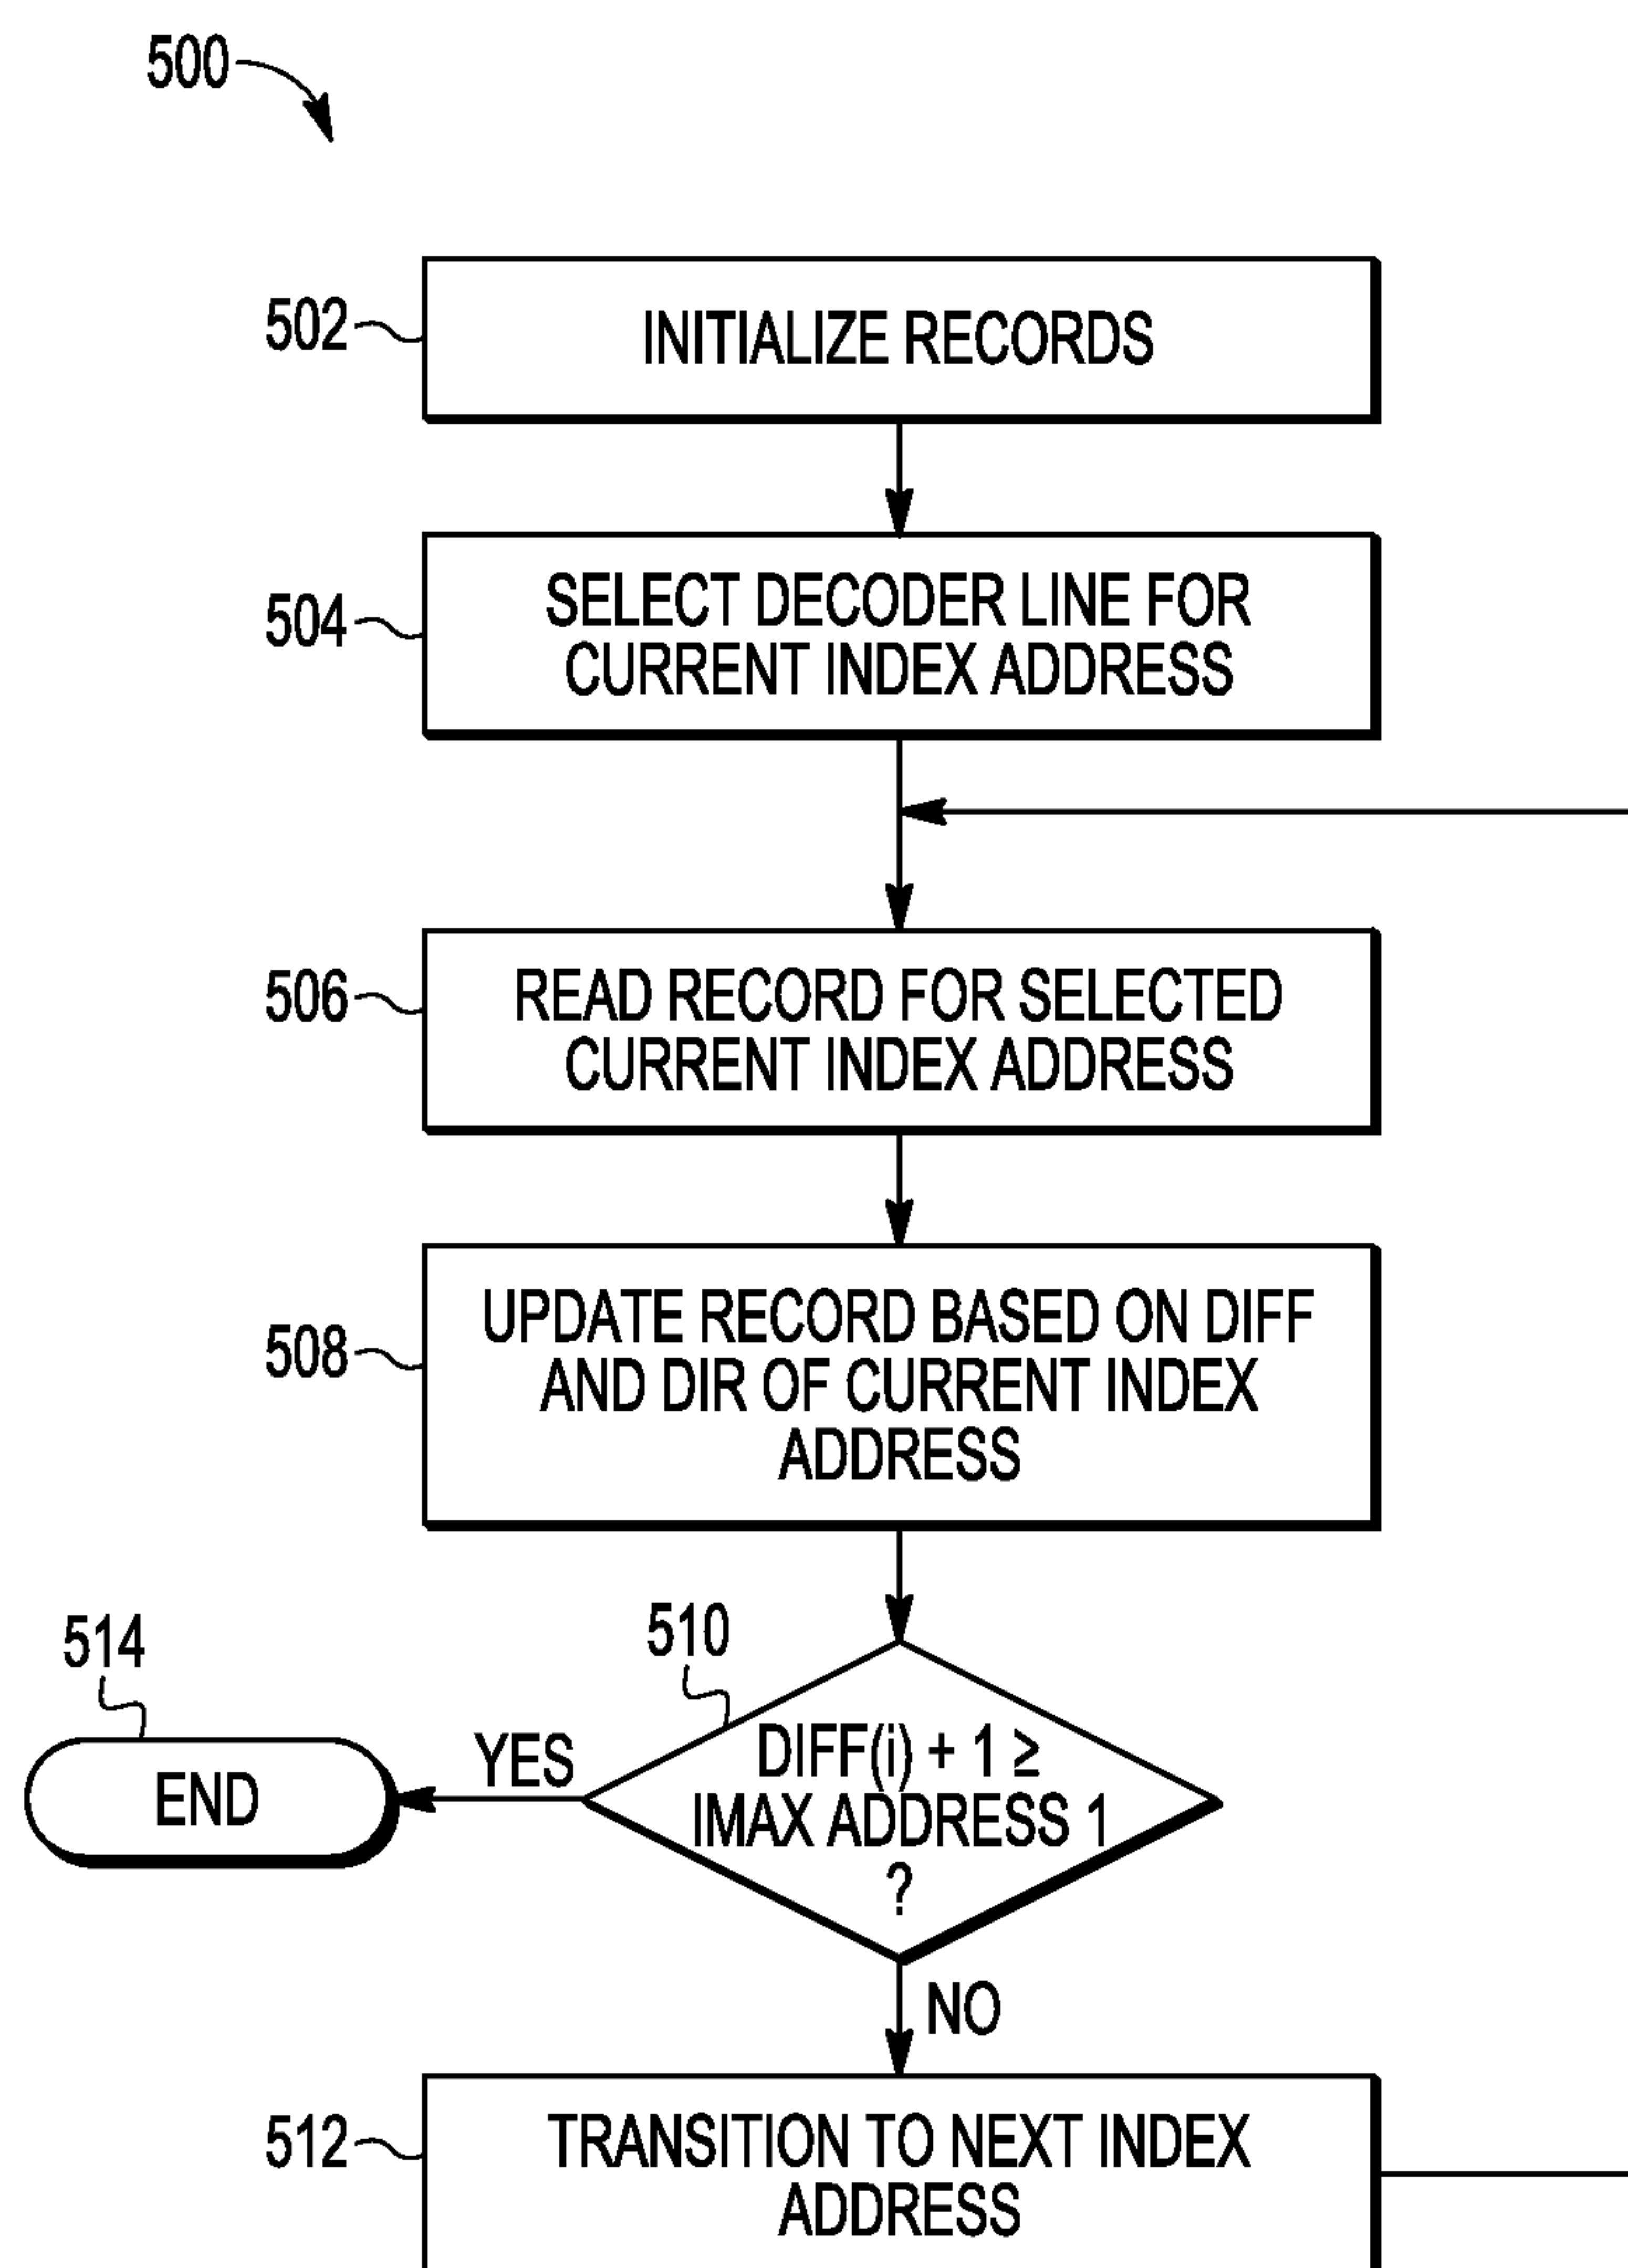 500
502
INITIALIZE RECORDS
504
SELECT DECODER LINE FOR
CURRENT INDEX ADDRESS
506
READ RECORD FOR SELECTED
CURRENT INDEX ADDRESS
508
UPDATE RECORD BASED ON DIFF
AND DIR OF CURRENT INDEX
ADDRESS
514
END
YES
510
DIFF(i) + 1 ≥
IMAX ADDRESS 1
?
NO
512
TRANSITION TO NEXT INDEX
ADDRESS